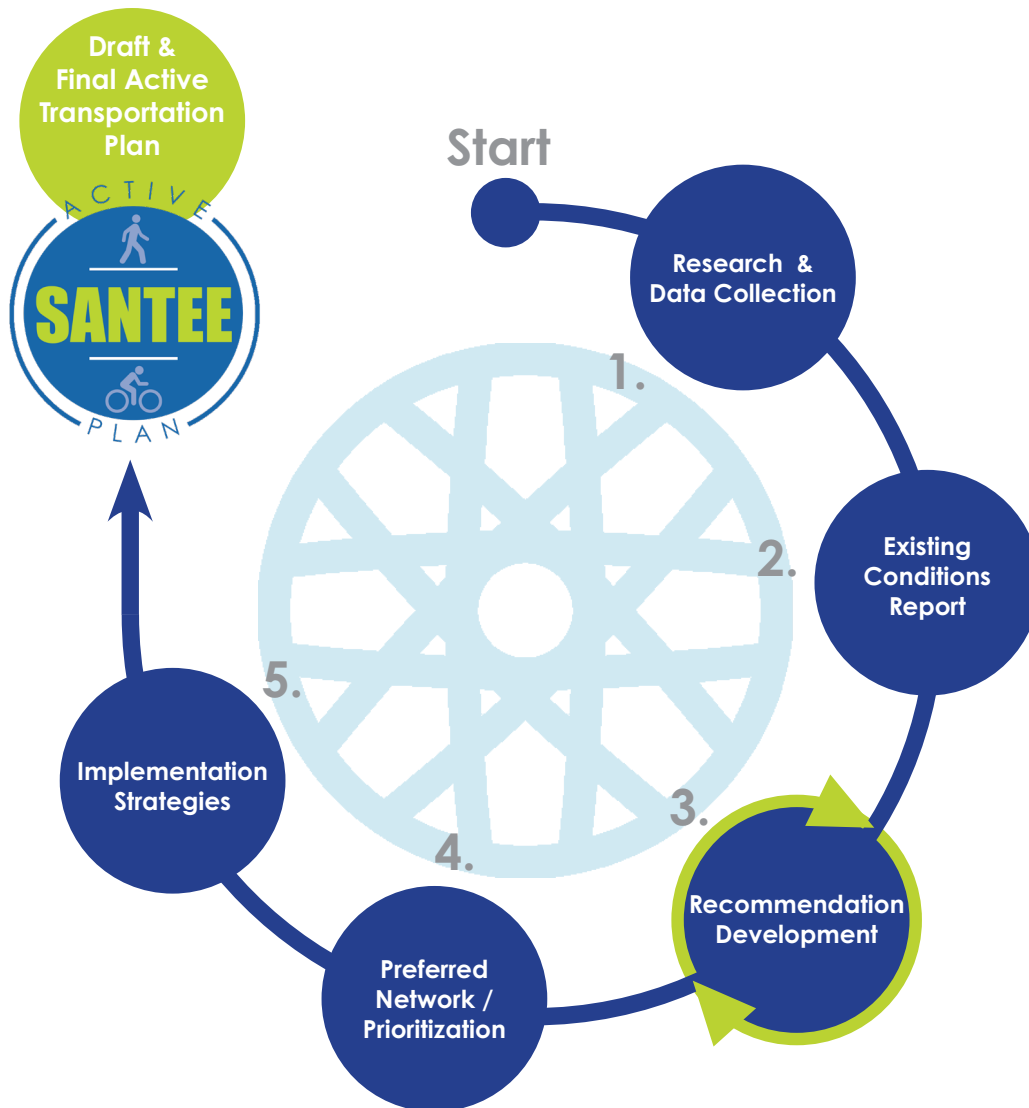 Draft &
Final Active
Transportation
Plan
ACTIVE
SANTEE
PLAN
Start
1.
Research &
Data Collection
2.
Existing
Conditions
Report
3.
Recommendation
Development
4.
Preferred
Network /
Prioritization
5.
Implementation
Strategies